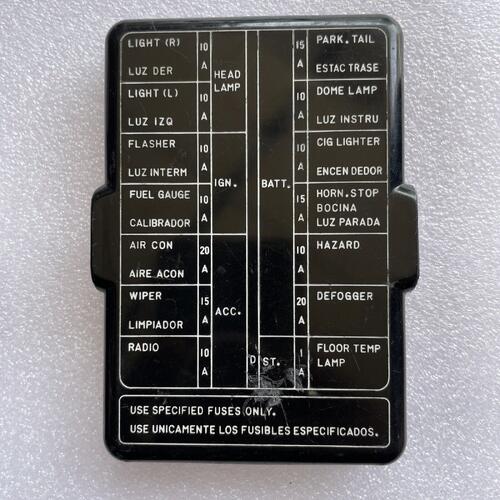 LIGHT (R)
LUZ DER
10
A
LIGHT (L)
LUZ IZQ
10
A
HEAD
LAMP
FLASHER
LUZ INTERM
10
A
FUEL GAUGE
CALIBRADOR
10
A
IGN.
AIR CON
AIRE ACON
20
A
WIPER
LIMPIADOR
15
A
RADIO
10
A
ACC.
BATT.
15
A
PARK. TAIL
ESTAC TRASE
10
A
DOME LAMP
LUZ INSTRU
10
A
CIG LIGHTER
ENCEN DEDOR
15
A
HORN. STOP
BOCINA
LUZ PARADA
10
A
HAZARD
20
A
DEFOGGER
DIST.
1
A
FLOOR TEMP
LAMP
USE SPECIFIED FUSES ONLY.
USE UNICAMENTE LOS FUSIBLES ESPECIFICADOS.